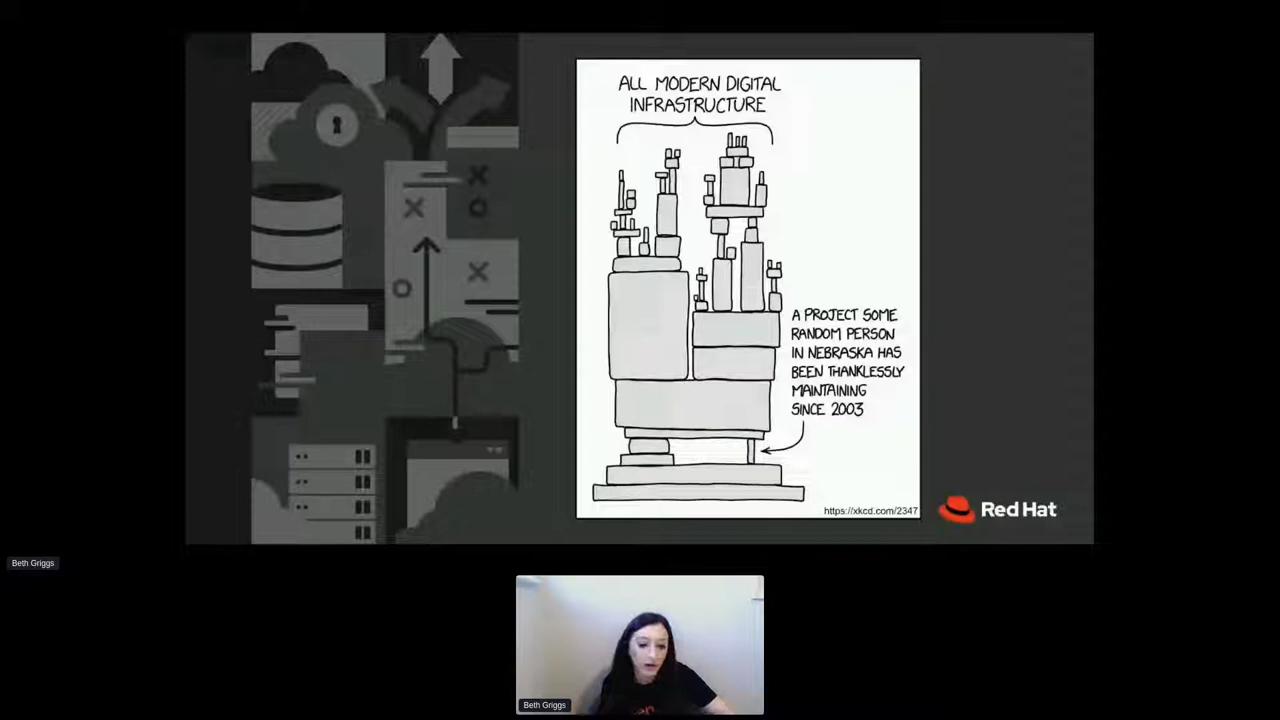 ALL MODERN DIGITAL
INFRASTRUCTURE
A PROJECT SOME
RANDOM PERSON
IN NEBRASKA HAS
BEEN THANKLESSLY
MAINTAINING
SINCE 2003
https://xkcd.com/2347
Red Hat
Beth Griggs
Beth Griggs